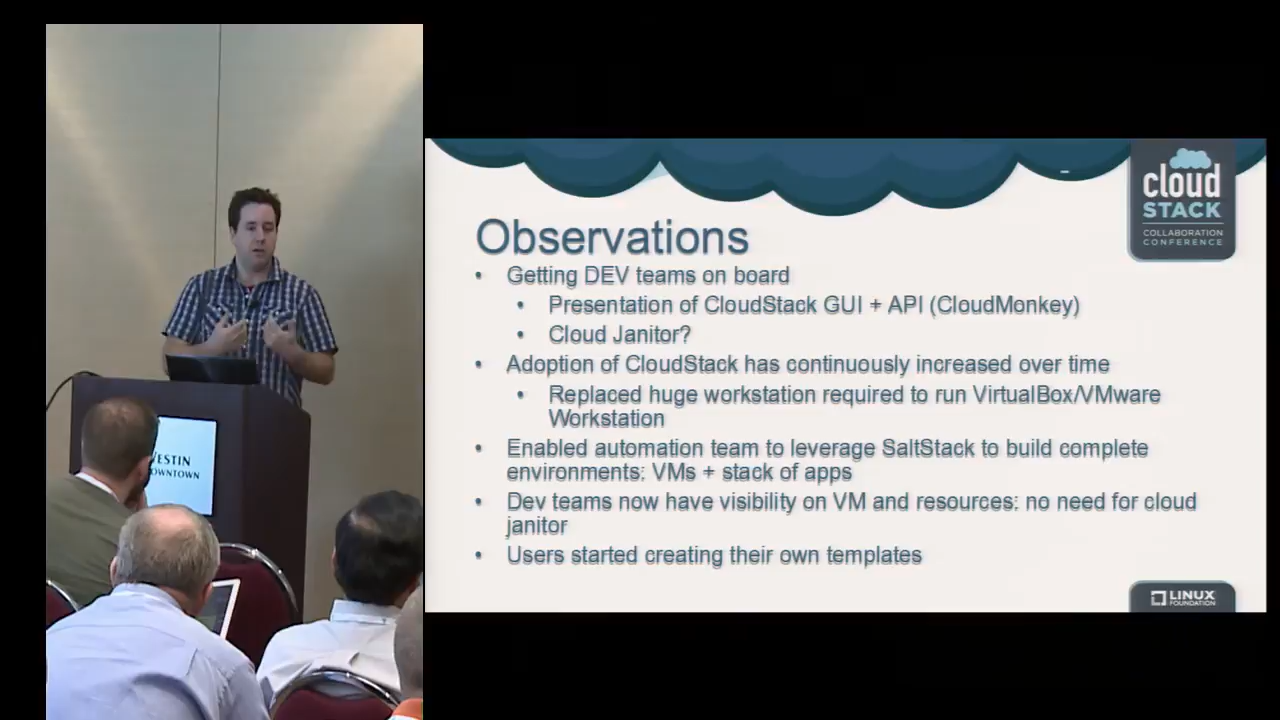 cloud
STACK
COLLABORATION
CONFERENCE
Observations
• Getting DEV teams on board
• Presentation of CloudStack GUI + API (CloudMonkey)
• Cloud Janitor?
• Adoption of CloudStack has continuously increased over time
• Replaced huge workstation required to run VirtualBox/VMware
Workstation
• Enabled automation team to leverage SaltStack to build complete
environments: VMs + stack of apps
• Dev teams now have visibility on VM and resources: no need for cloud
janitor
• Users started creating their own templates
LINUX
FOUNDATION
ESTIN
OWNTOWN